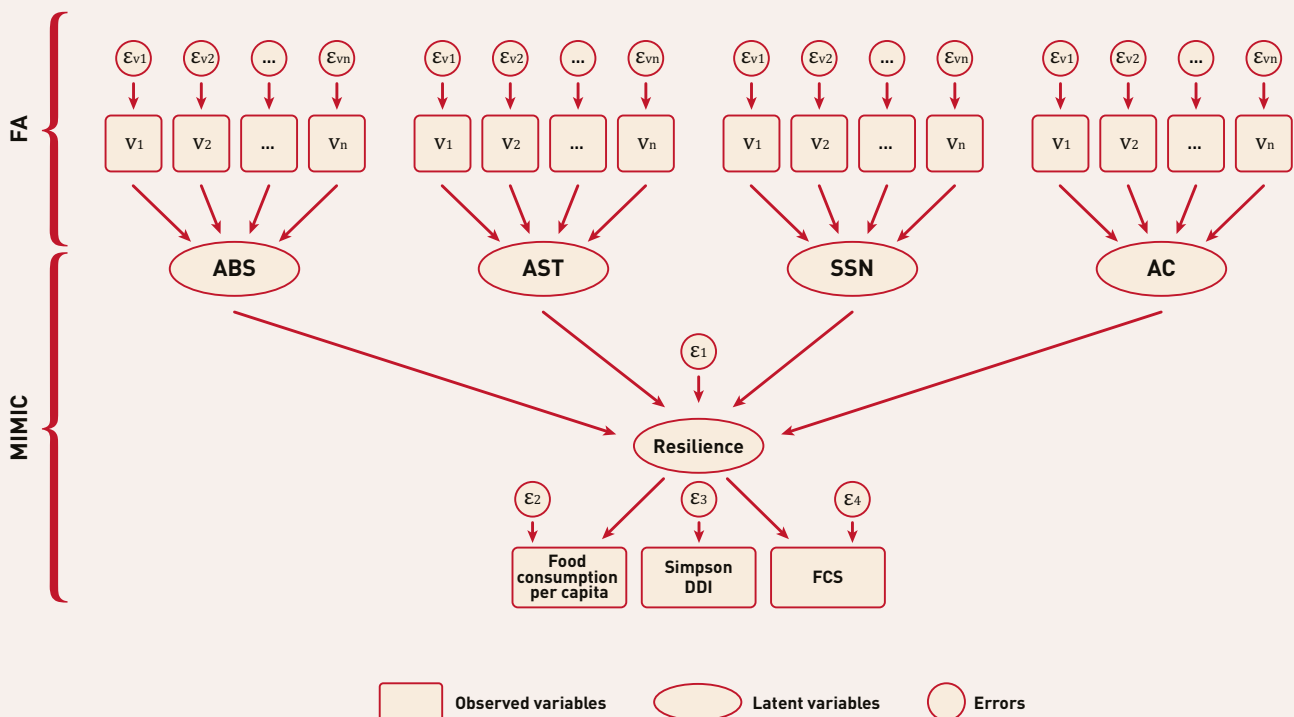 FA
εv1 εv2 ... εvn εv1 εv2 ... εvn εv1 εv2 ... εvn εv1 εv2 ... εvn
v1 v2 ... vn v1 v2 ... vn v1 v2 ... vn v1 v2 ... vn
ABS AST SSN AC
MIMIC
ε1
Resilience
ε2 ε3 ε4
Food
consumption
per capita
Simpson
DDI
FCS
Observed variables Latent variables Errors